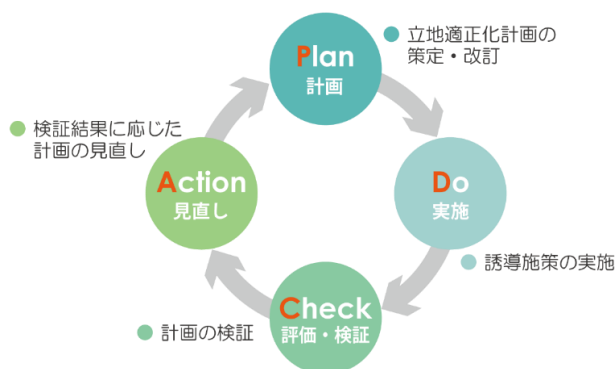 Plan
計画
立地適正化計画の
策定・改訂
Do
実施
誘導施策の実施
Check
評価・検証
計画の検証
Action
見直し
検証結果に応じた
計画の見直し